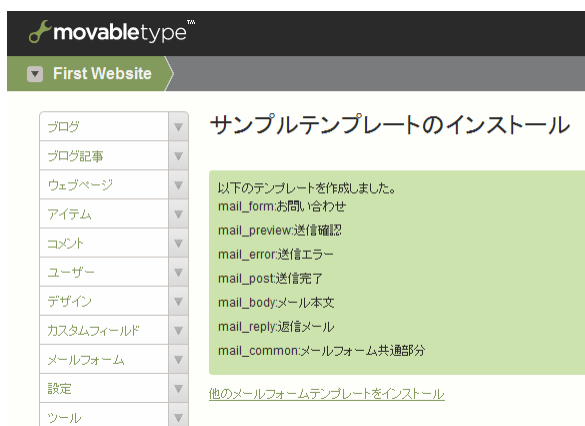 movabletype™
First Website
サンプルテンプレートのインストール
ブログ
ブログ記事
ウェブページ
アイテム
コメント
ユーザー
デザイン
カスタムフィールド
メールフォーム
設定
ツール
以下のテンプレートを作成しました。
mail_form:お問い合わせ
mail_preview:送信確認
mail_error:送信エラー
mail_post:送信完了
mail_body:メール本文
mail_reply:返信メール
mail_common:メールフォーム共通部分
他のメールフォームテンプレートをインストール